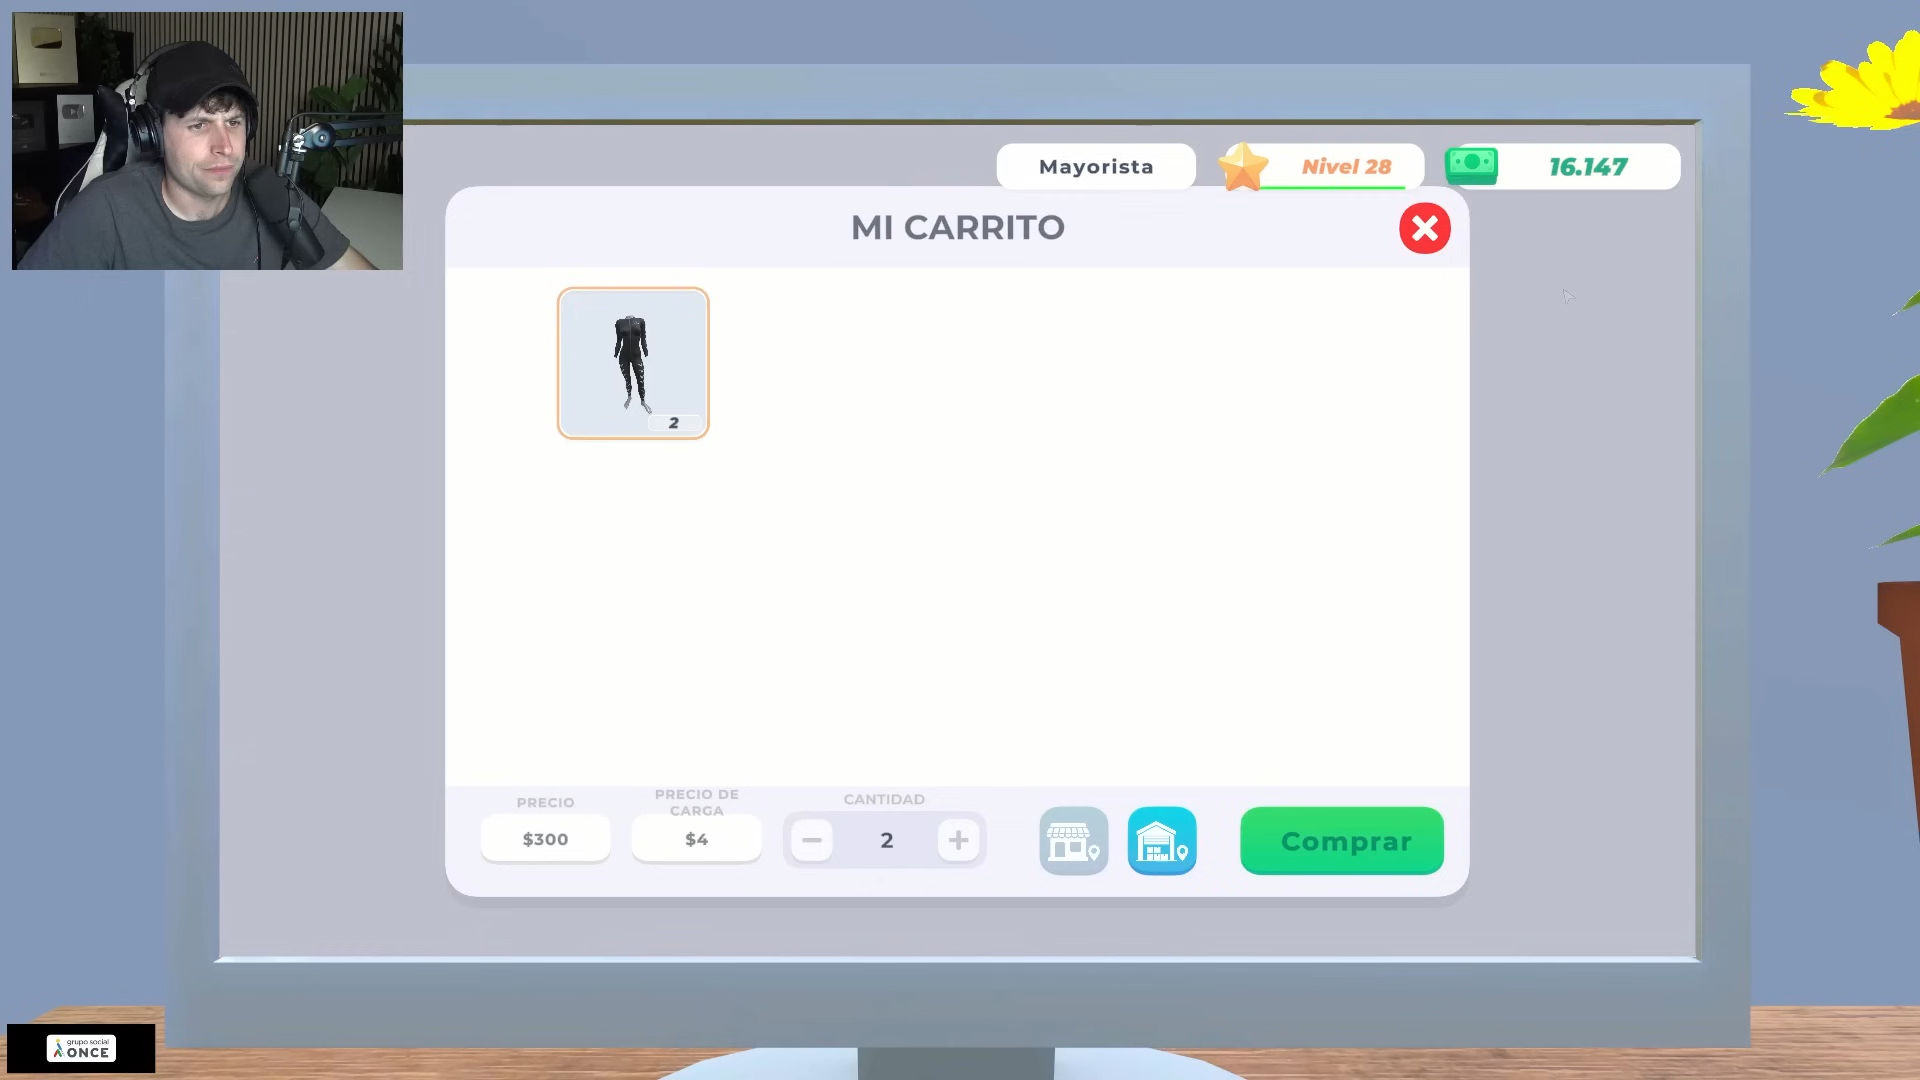 Mayorista
Nivel 28
16.147
MI CARRITO
2
PRECIO
$300
PRECIO DE
CARGA
$4
CANTIDAD
2
Comprar
grupo social
ONCE